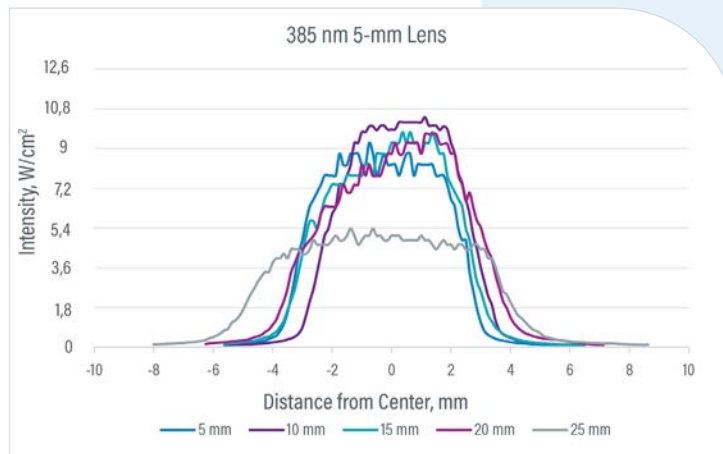 385 nm 5-mm Lens
12,6
10,8
9
7,2
5,4
3,6
1,8
0
Intensity, W/cm²
-10 -8 -6 -4 -2 0 2 4 6 8 10
Distance from Center, mm
5 mm 10 mm 15 mm 20 mm 25 mm